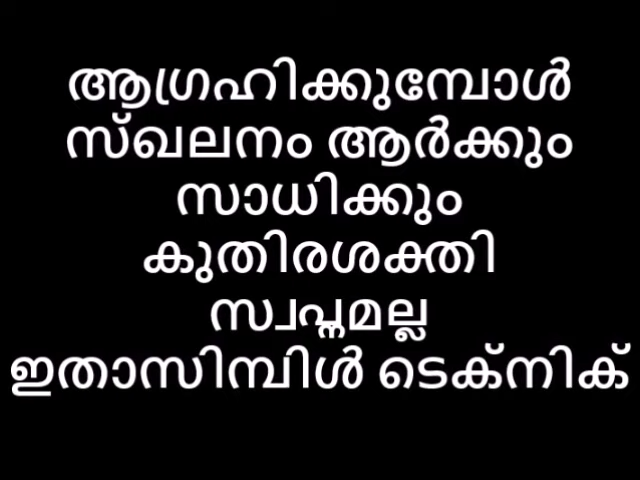 ആഗ്രഹിക്കുമ്പോൾ
സ്ഖലനം ആർക്കും
സാധിക്കും
കുതിരശക്തി
സ്വപ്നമല്ല
ഇതാസിമ്പിൾ ടെക്നിക്